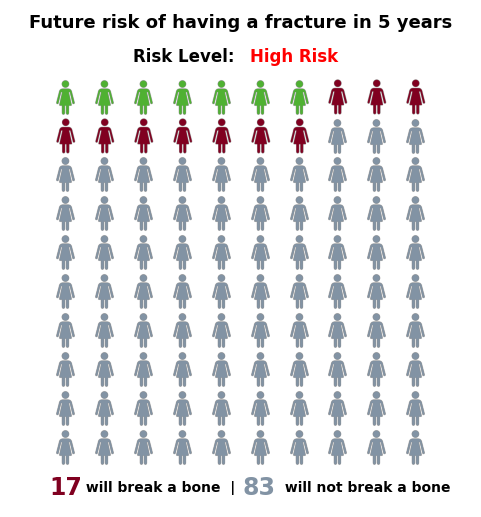 Future risk of having a fracture in 5 years
Risk Level: High Risk
17 will break a bone | 83 will not break a bone